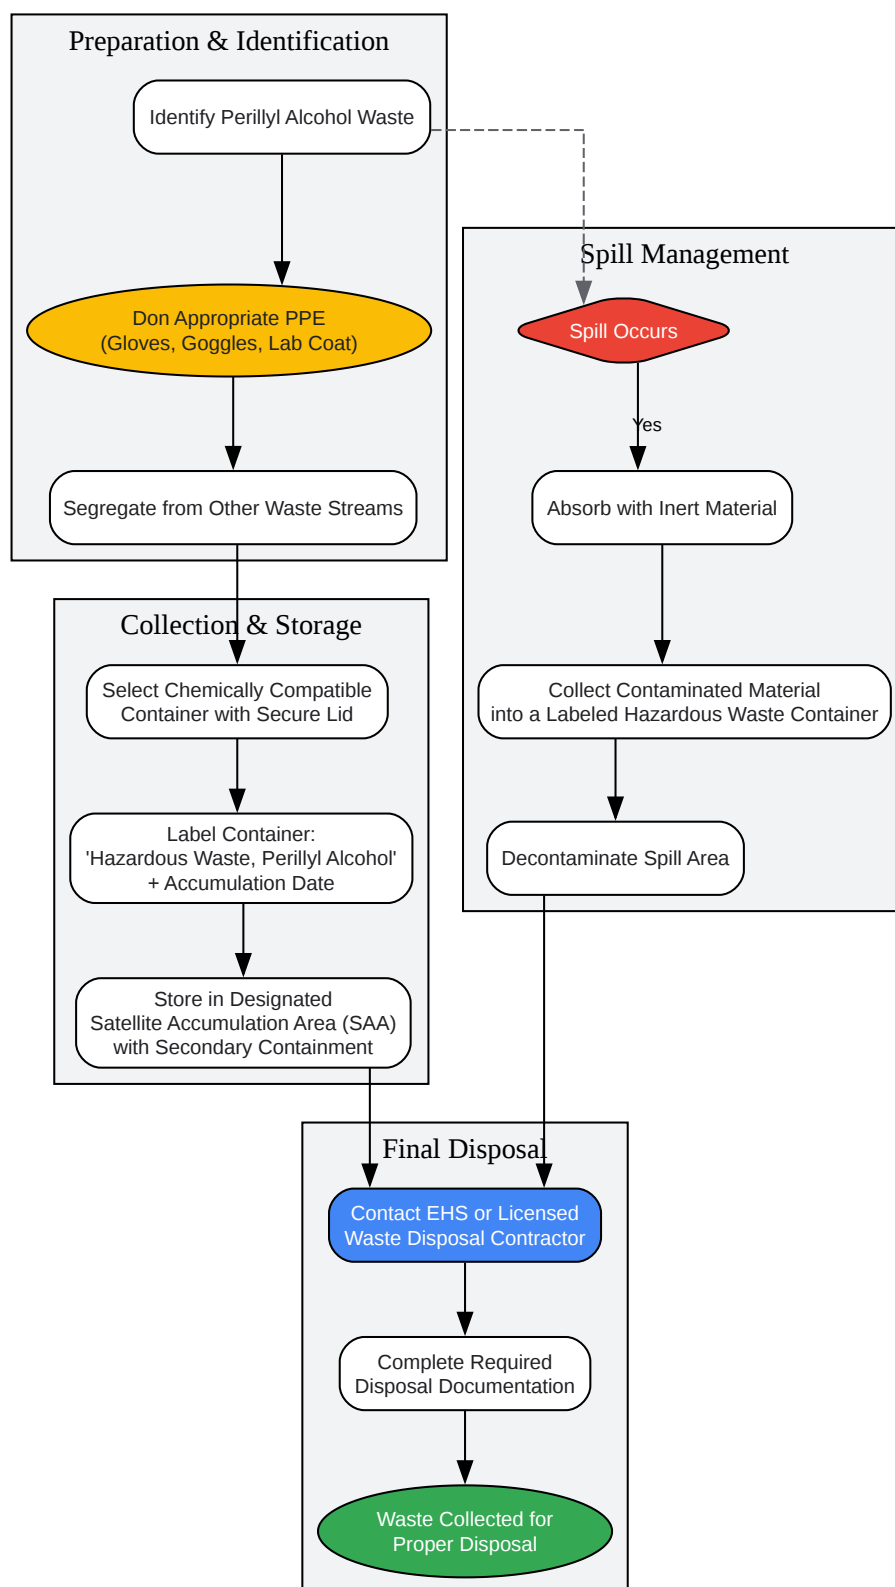 Preparation & Identification
Identify Perillyl Alcohol Waste
Don Appropriate PPE
(Gloves, Goggles, Lab Coat)
Segregate from Other Waste Streams
Spill Management
Spill Occurs
Yes
Absorb with Inert Material
Collect Contaminated Material
into a Labeled Hazardous Waste Container
Decontaminate Spill Area
Collection & Storage
Select Chemically Compatible
Container with Secure Lid
Label Container:
'Hazardous Waste, Perillyl Alcohol'
+ Accumulation Date
Store in Designated
Satellite Accumulation Area (SAA)
with Secondary Containment
Final Disposal
Contact EHS or Licensed
Waste Disposal Contractor
Complete Required
Disposal Documentation
Waste Collected for
Proper Disposal